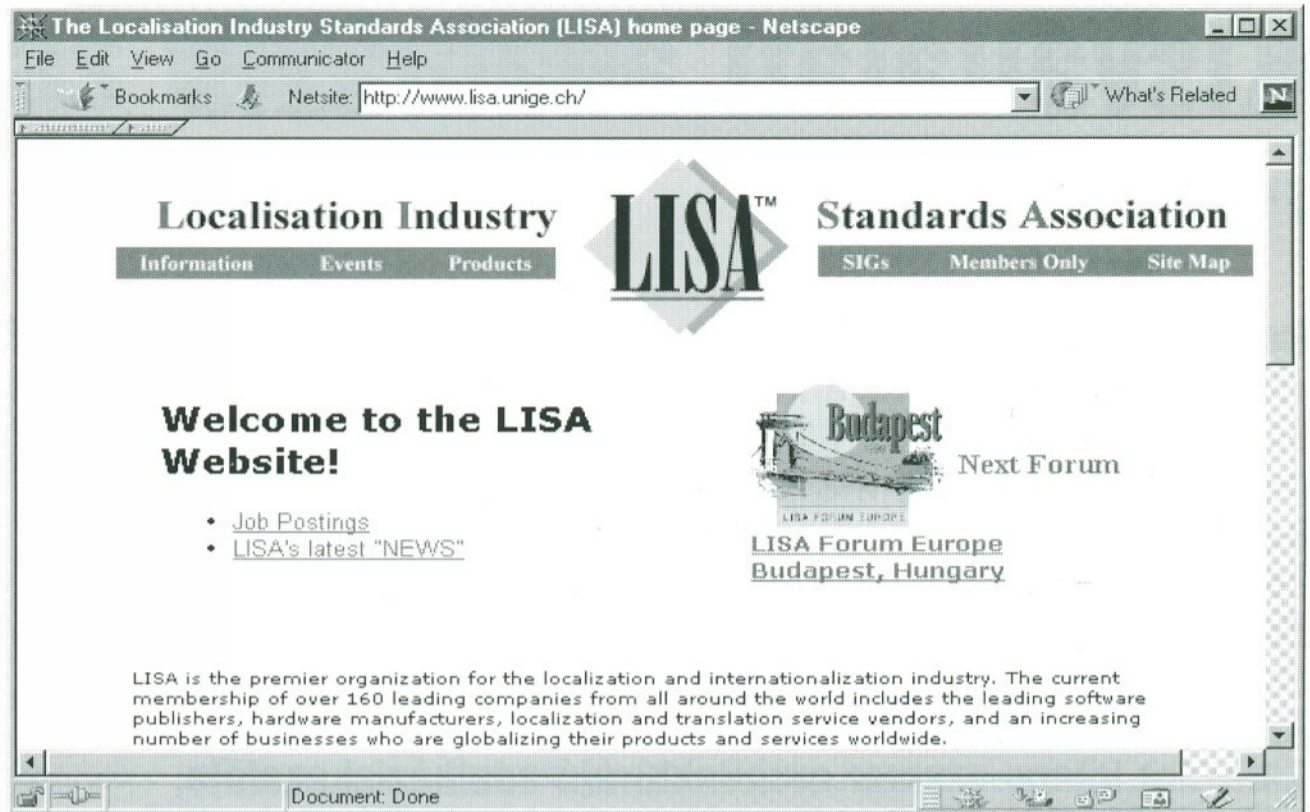 The Localisation Industry Standards Association (LISA) home page - Netscape
File Edit View Go Communicator Help
Bookmarks Netsite: http://www.lisa.unige.ch/ What's Related N
Localisation Industry LISA™ Standards Association
Information Events Products SIGs Members Only Site Map
Welcome to the LISA
Website!
• Job Postings
• LISA's latest "NEWS"
Budapest
Next Forum
LISA FORUM EUROPE
LISA Forum Europe
Budapest, Hungary
LISA is the premier organization for the localization and internationalization industry. The current
membership of over 160 leading companies from all around the world includes the leading software
publishers, hardware manufacturers, localization and translation service vendors, and an increasing
number of businesses who are globalizing their products and services worldwide.
Document: Done